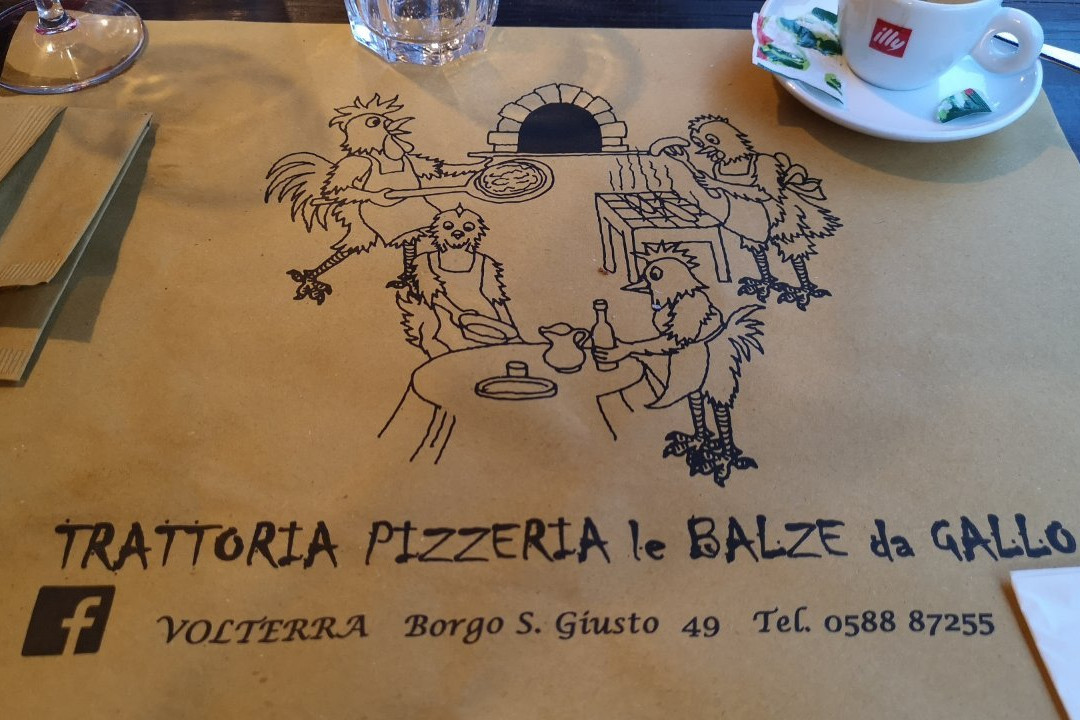 illy
TRATTORIA PIZZERIA le BALZE da GALLO
f VOLTERRA Borgo S. Giusto 49 Tel. 0588 87255